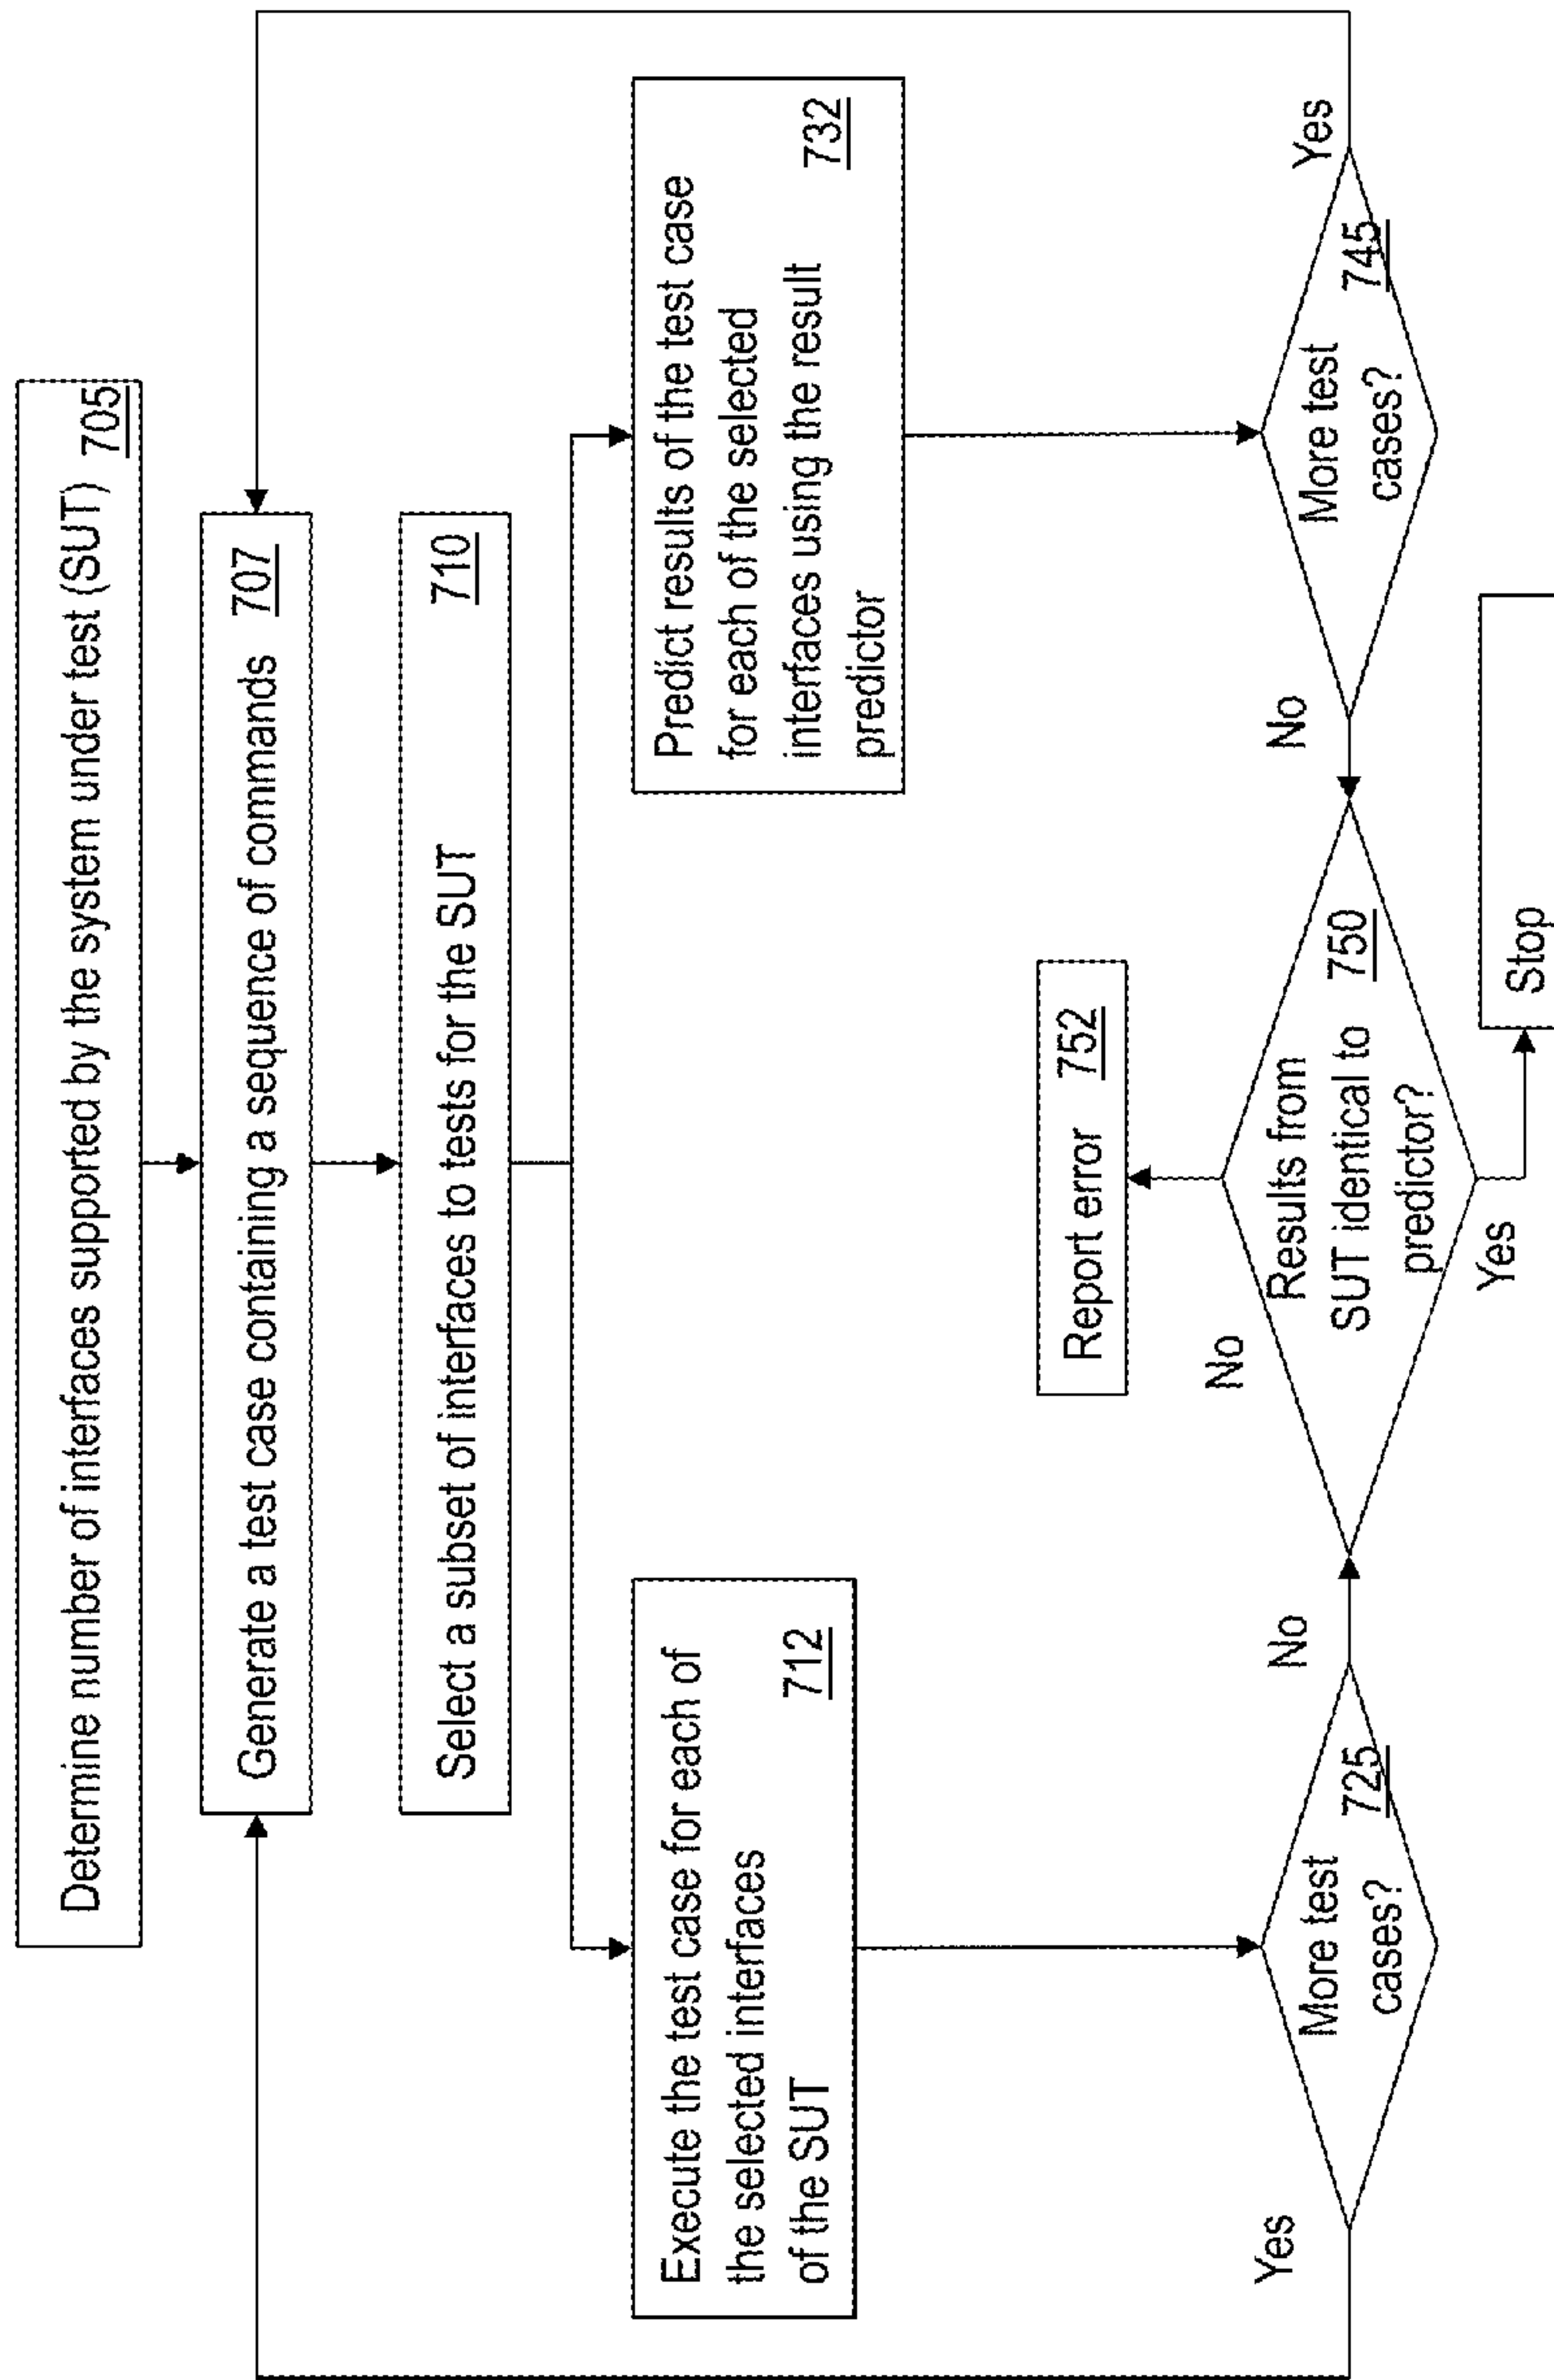 Determine number of interfaces supported by the system under test (SUT) 705
Generate a test case containing a sequence of commands 707
Select a subset of interfaces to tests for the SUT 710
Execute the test case for each of
the selected interfaces 712
of the SUT
Predict results of the test case
for each of the selected
interfaces using the result 732
predictor
Report error 752
Yes
More test
cases?
725
No
No
Results from
SUT identical to
predictor?
750
Yes
No
More test
cases?
745
Yes
Stop